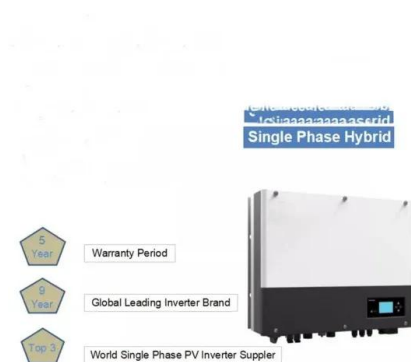 Single Phase Hybrid
5
Year
Warranty Period
9
Year
Global Leading Inverter Brand
Top 3
World Single Phase PV Inverter Suppler